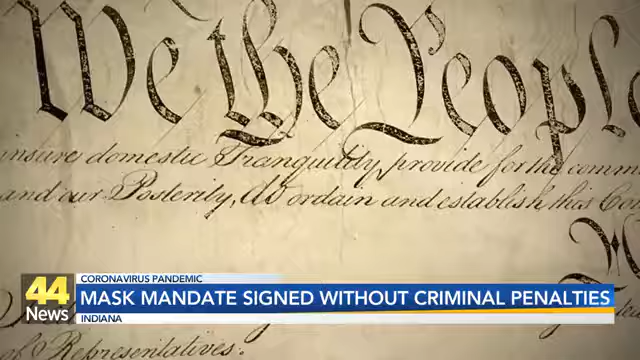 We the People
insure domestic Tranquility, provide for the comm
and our Posterity, do ordain and establish this Con
44
News
CORONAVIRUS PANDEMIC
MASK MANDATE SIGNED WITHOUT CRIMINAL PENALTIES
INDIANA
of Representatives.